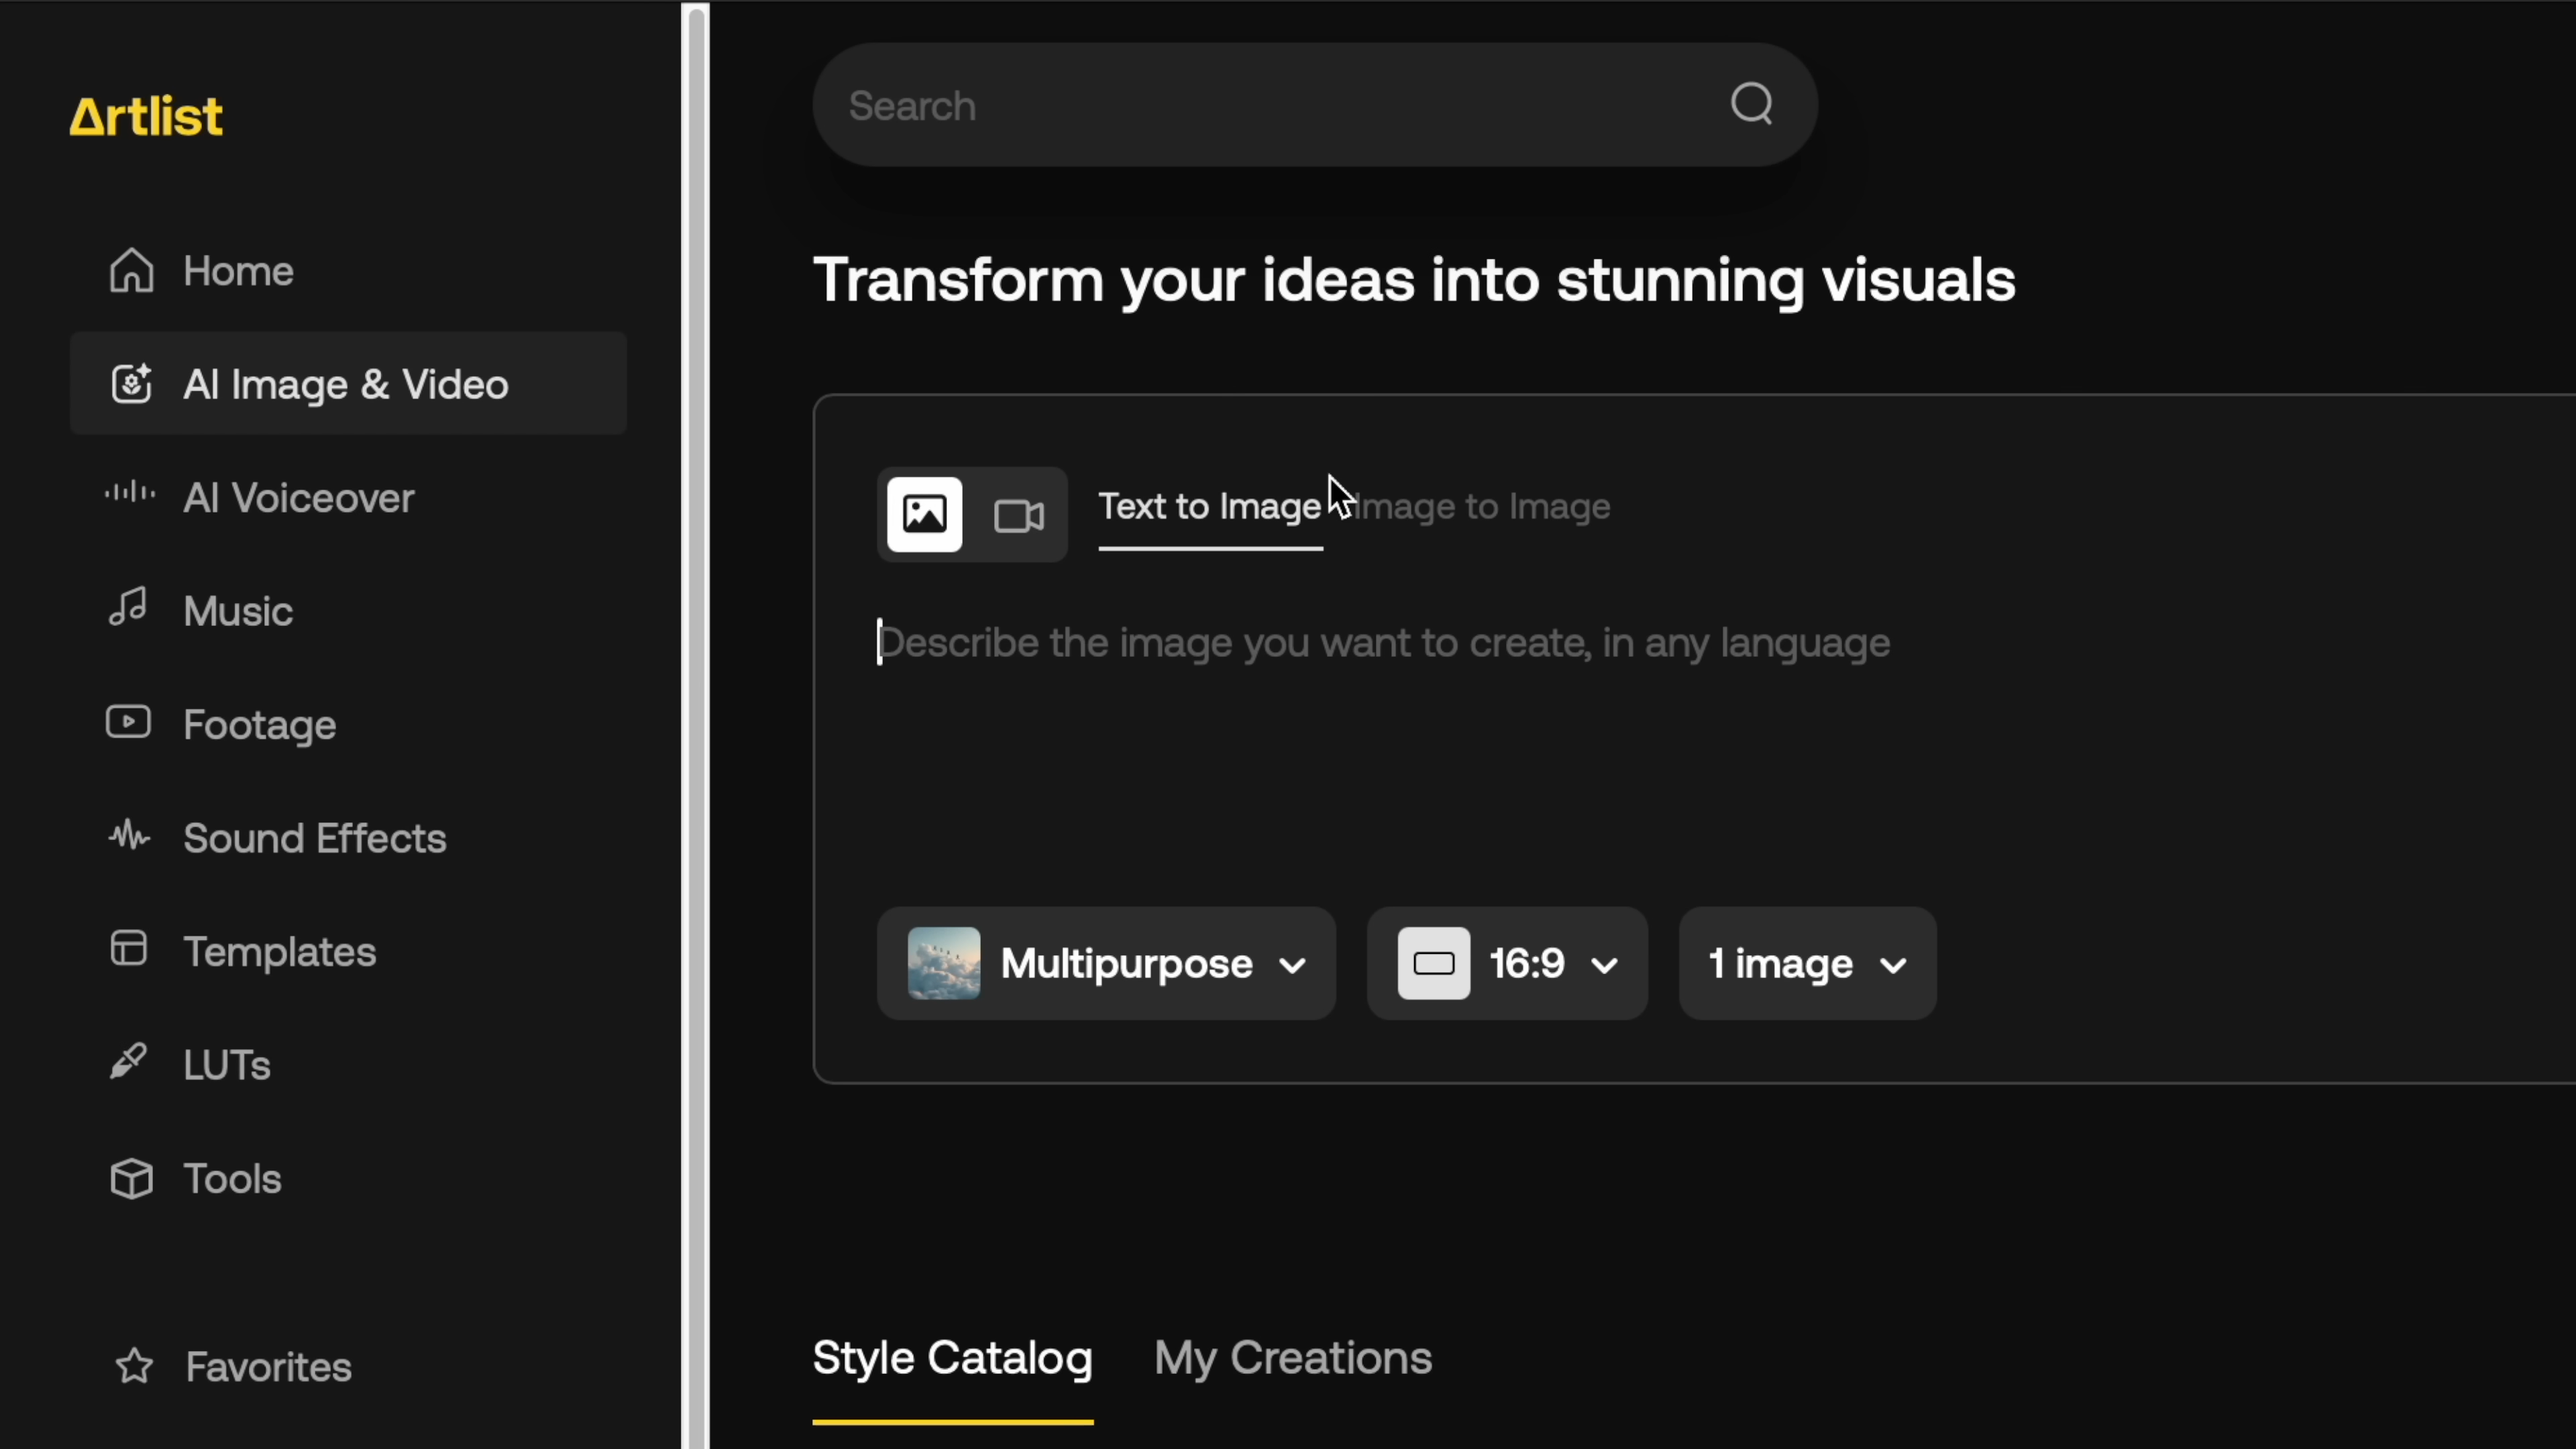 Artlist
Home
AI Image & Video
AI Voiceover
Music
Footage
Sound Effects
Templates
LUTs
Tools
Favorites
Search
Transform your ideas into stunning visuals
Text to Image
Image to Image
Describe the image you want to create, in any language
Multipurpose
16:9
1 image
Style Catalog
My Creations